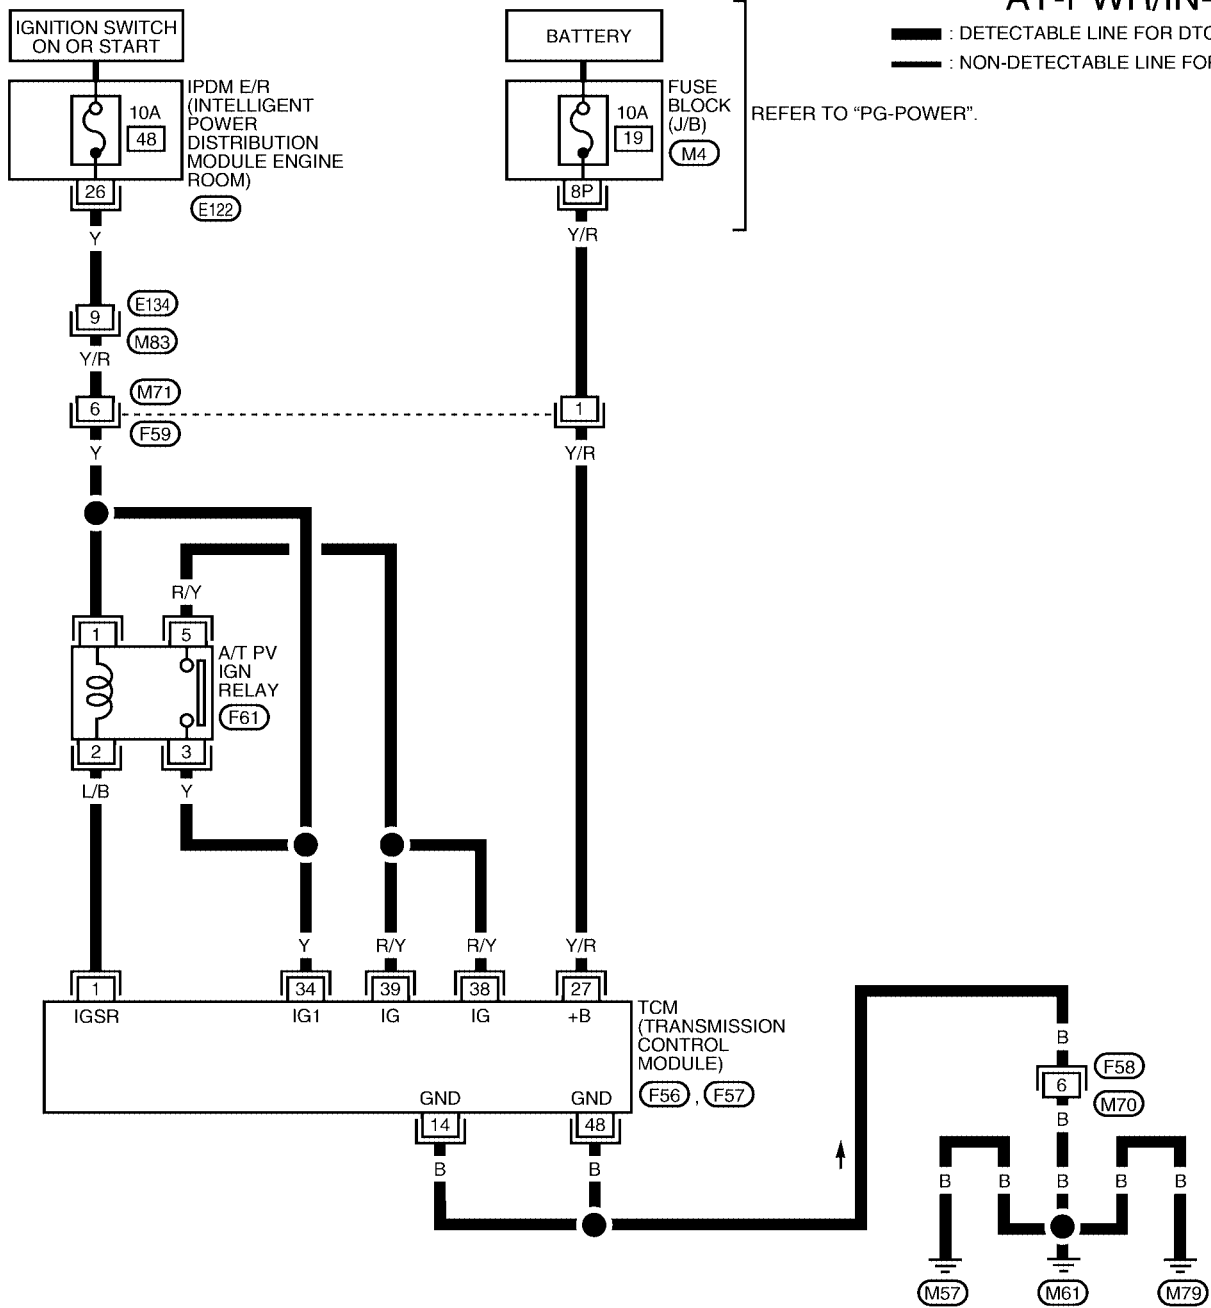 AT-PWR/IN-
: DETECTABLE LINE FOR DTC
: NON-DETECTABLE LINE FOR
IGNITION SWITCH
ON OR START
BATTERY
10A
48
IPDM E/R
(INTELLIGENT
POWER
DISTRIBUTION
MODULE ENGINE
ROOM)
E122
10A
19
FUSE
BLOCK
(J/B)
M4
REFER TO “PG-POWER”.
26
8P
Y
Y/R
9
E134
M83
Y/R
M71
6
F59
1
Y
Y/R
R/Y
1
5
A/T PV
IGN
RELAY
F61
2
3
L/B
Y
Y
R/Y
R/Y
Y/R
1
34
39
38
27
IGSR
IG1
IG
IG
+B
TCM
(TRANSMISSION
CONTROL
MODULE)
F56 , F57
GND
GND
14
48
B
B
B
6
F58
M70
B
B
B
B
B
B
M57
M61
M79